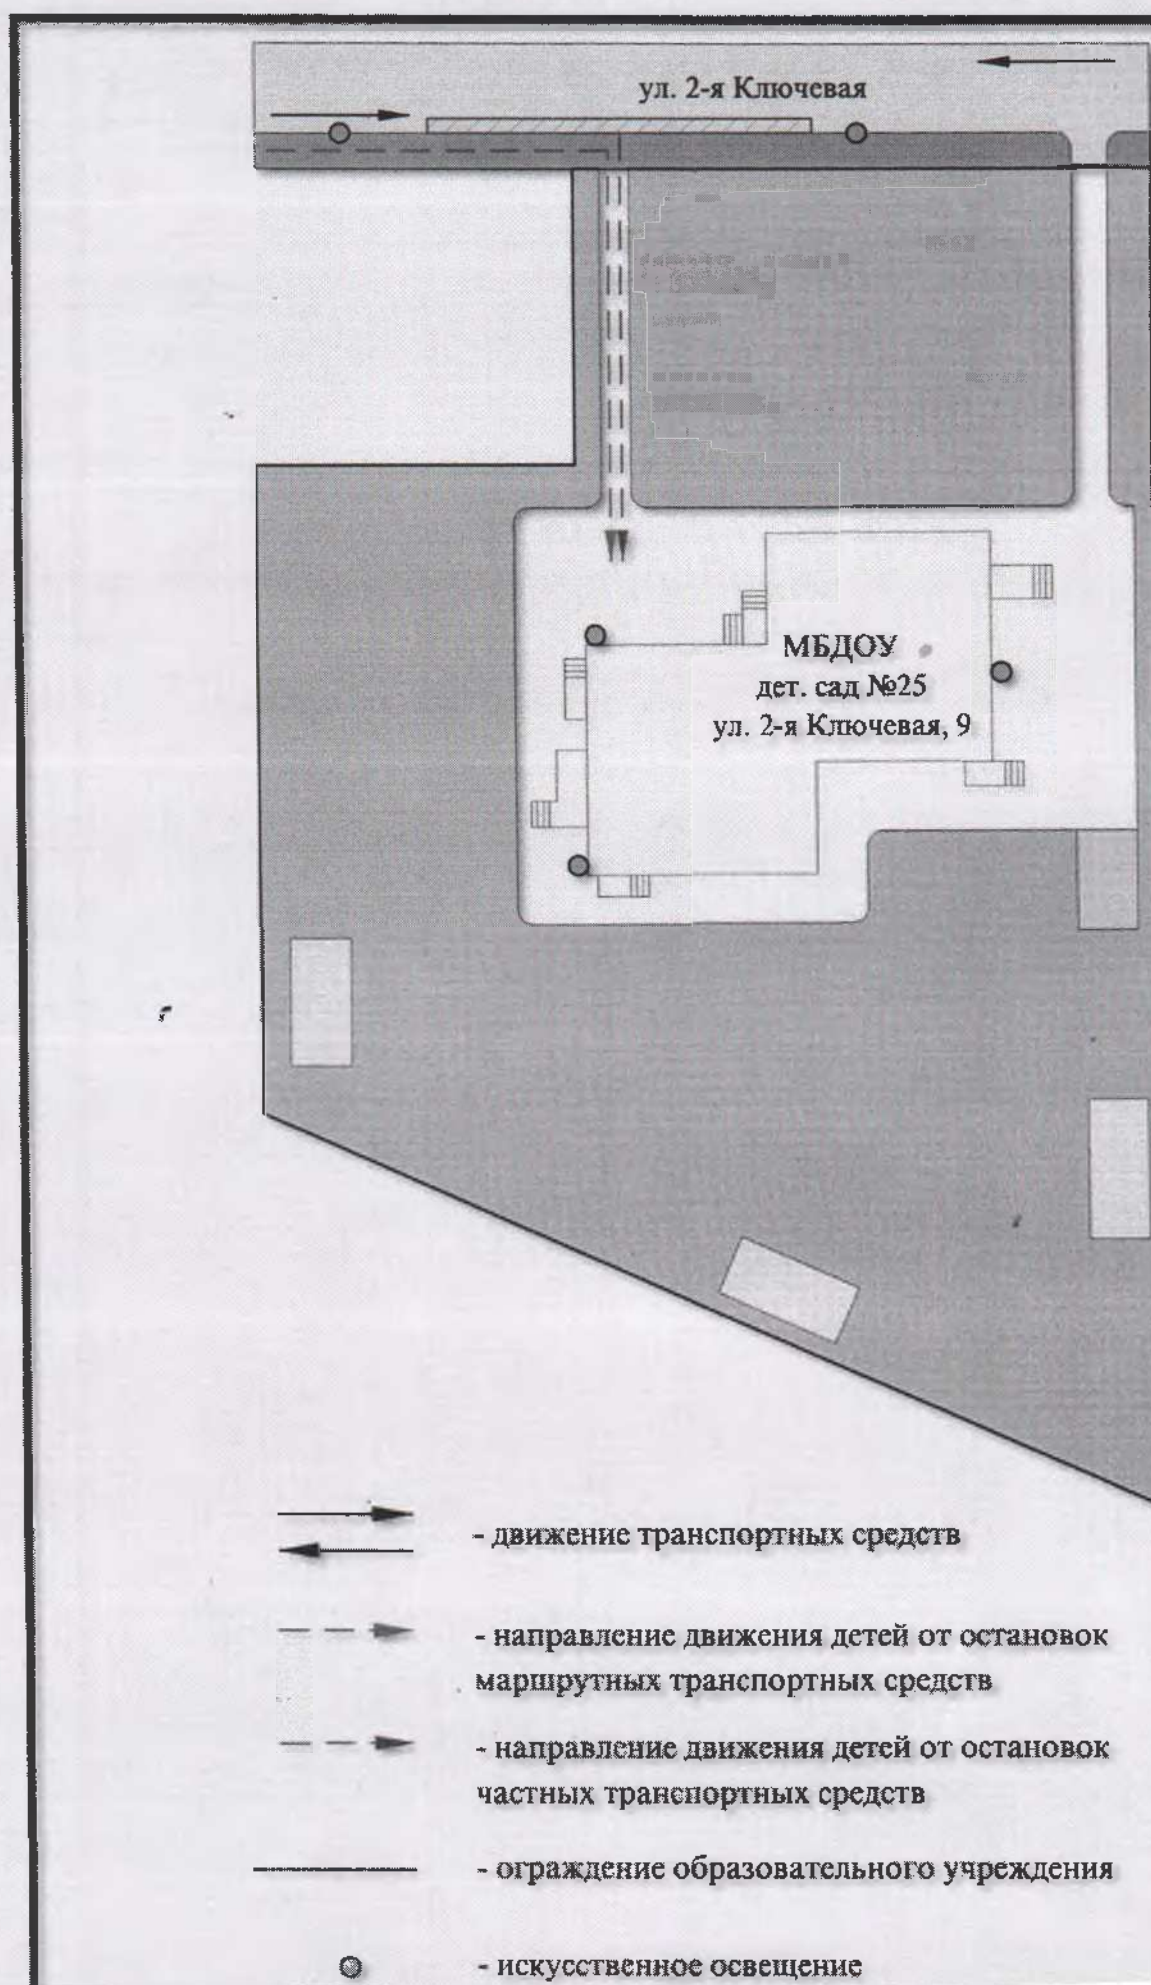 ул. 2-я Ключевая
МБДОУ
дет. сад №25
ул. 2-я Ключевая, 9
- движение транспортных средств
- направление движения детей от остановок
маршрутных транспортных средств
- направление движения детей от остановок
частных транспортных средств
- ограждение образовательного учреждения
- искусственное освещение